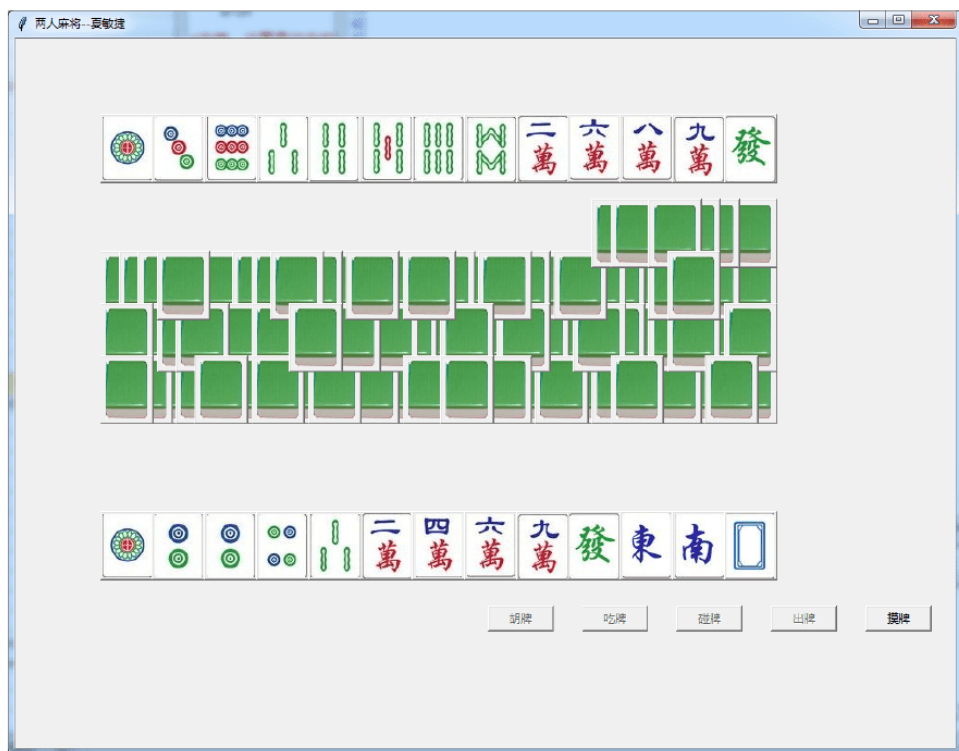 两人麻将--夏敏捷
二萬 六萬 八萬 九萬 發
二萬 四萬 六萬 九萬 發 東 南
胡牌 吃牌 碰牌 出牌 摸牌